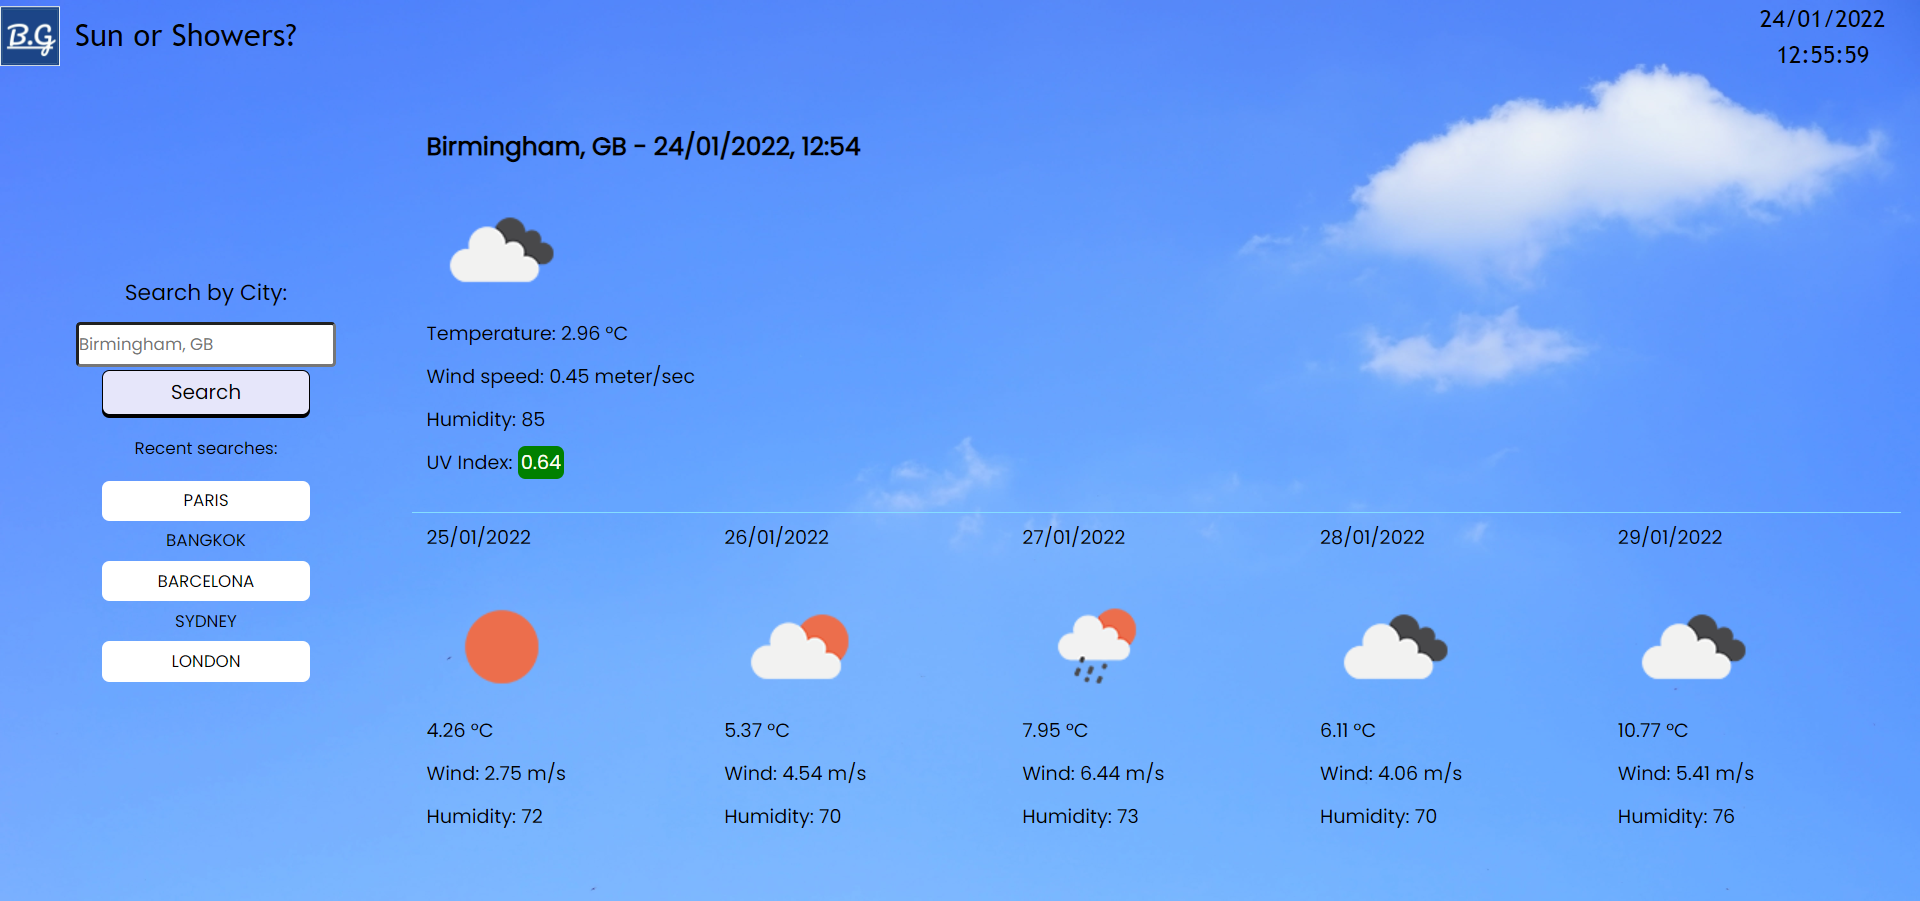 B.G
Sun or Showers?
24/01/2022
12:55:59
Search by City:
Birmingham, GB
Search
Recent searches:
PARIS
BANGKOK
BARCELONA
SYDNEY
LONDON
Birmingham, GB - 24/01/2022, 12:54
Temperature: 2.96 °C
Wind speed: 0.45 meter/sec
Humidity: 85
UV Index: 0.64
25/01/2022
4.26 °C
Wind: 2.75 m/s
Humidity: 72
26/01/2022
5.37 °C
Wind: 4.54 m/s
Humidity: 70
27/01/2022
7.95 °C
Wind: 6.44 m/s
Humidity: 73
28/01/2022
6.11 °C
Wind: 4.06 m/s
Humidity: 70
29/01/2022
10.77 °C
Wind: 5.41 m/s
Humidity: 76